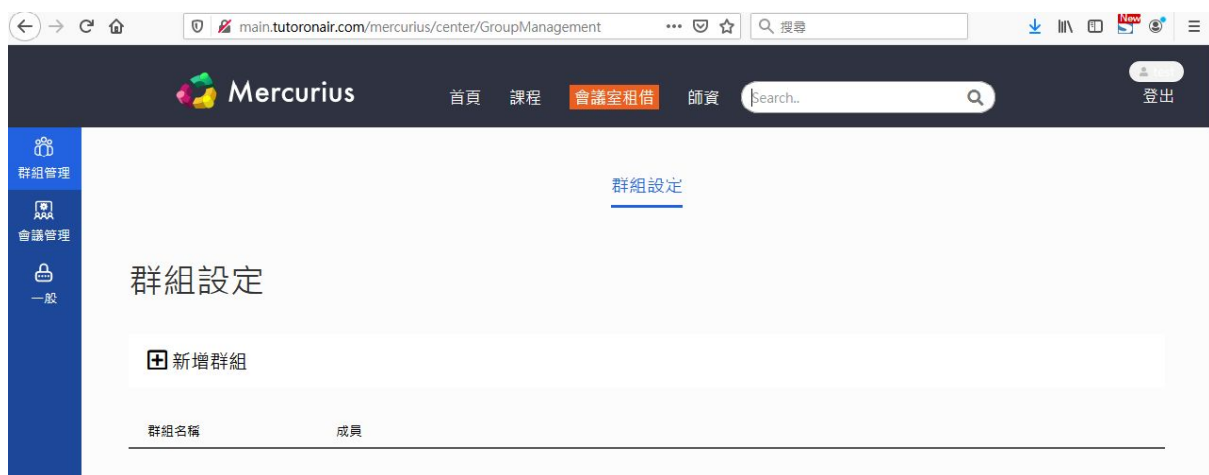 main.tutoronair.com/mercurius/center/GroupManagement
搜尋
New
Mercurius
首頁
課程
會議室租借
師資
Search..
登出
群組管理
會議管理
一般
群組設定
群組設定
新增群組
群組名稱
成員